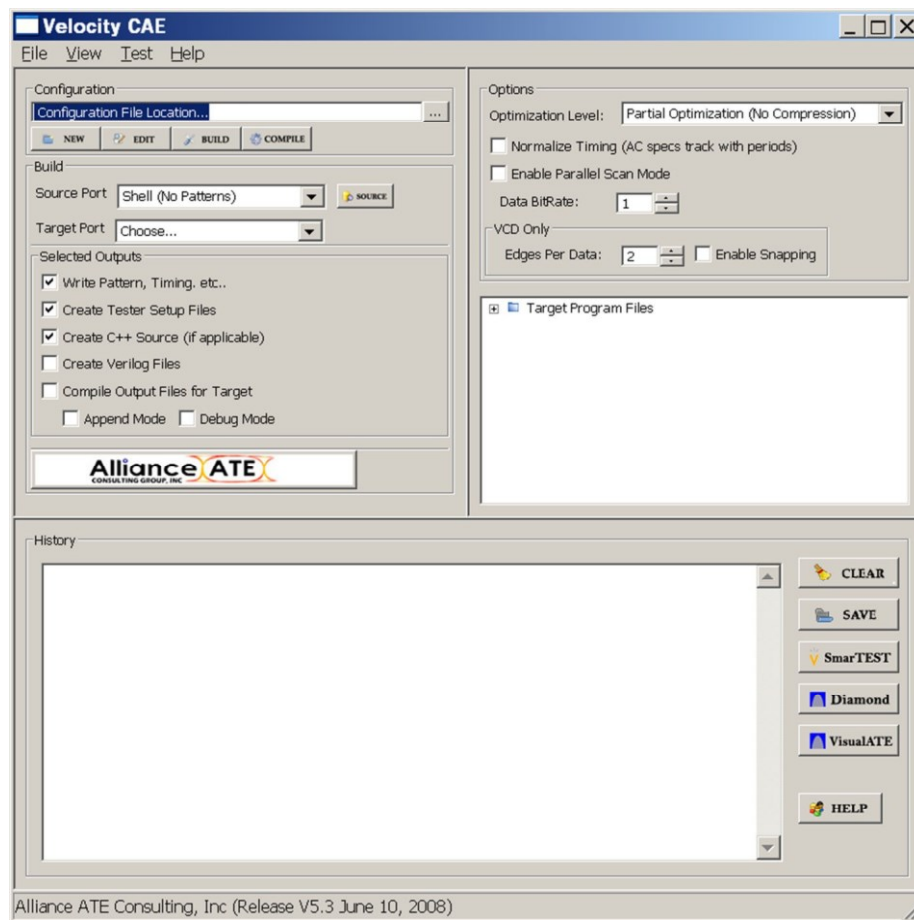 Velocity CAE
File View Test Help
Configuration
Configuration File Location...
...
NEW EDIT BUILD COMPILE
Build
Source Port Shell (No Patterns) SOURCE
Target Port Choose...
Selected Outputs
Write Pattern, Timing. etc..
Create Tester Setup Files
Create C++ Source (if applicable)
Create Verilog Files
Compile Output Files for Target
Append Mode Debug Mode
Alliance ATE
CONSULTING GROUP, INC
Options
Optimization Level: Partial Optimization (No Compression)
Normalize Timing (AC specs track with periods)
Enable Parallel Scan Mode
Data BitRate: 1
VCD Only
Edges Per Data: 2 Enable Snapping
Target Program Files
History
CLEAR
SAVE
SmarTEST
Diamond
VisualATE
HELP
Alliance ATE Consulting, Inc (Release V5.3 June 10, 2008)